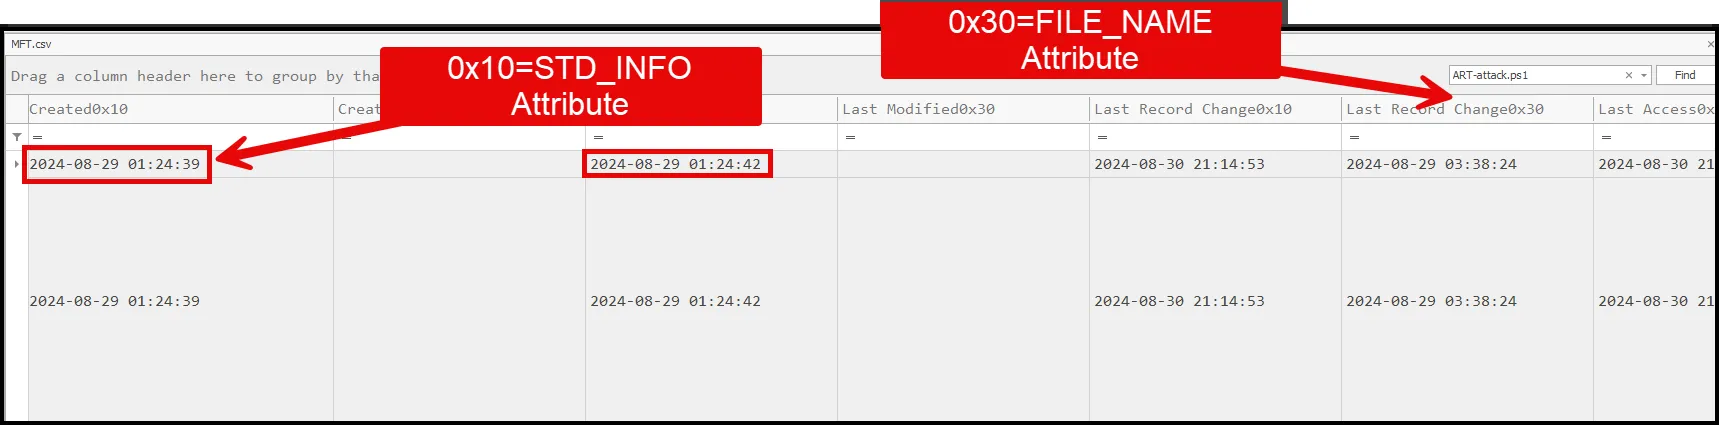 0x30=FILE_NAME
Attribute
MFT.csv
0x10=STD_INFO
Attribute
Drag a column header here to group by tha
ART-attack.ps1
Find
Created0x10 Creat Last Modified0x30 Last Record Change0x10 Last Record Change0x30 Last Access0x
= = = = = = =
2024-08-29 01:24:39 2024-08-29 01:24:42 2024-08-30 21:14:53 2024-08-29 03:38:24 2024-08-30 21
2024-08-29 01:24:39 2024-08-29 01:24:42 2024-08-30 21:14:53 2024-08-29 03:38:24 2024-08-30 21